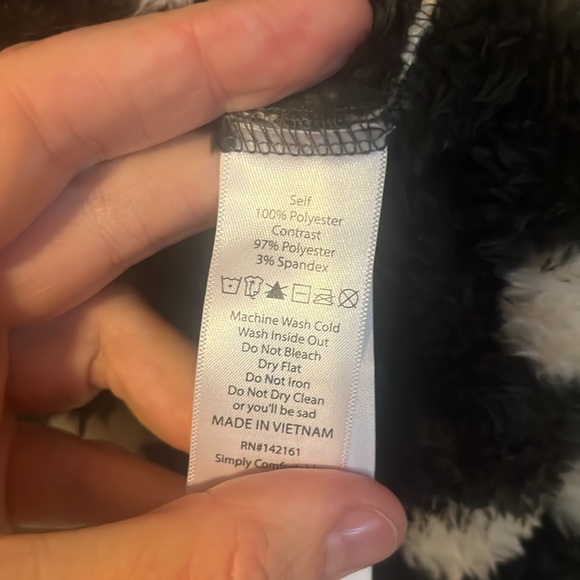 Self
100% Polyester
Contrast
97% Polyester
3% Spandex
Machine Wash Cold
Wash Inside Out
Do Not Bleach
Dry Flat
Do Not Iron
Do Not Dry Clean
or you'll be sad
MADE IN VIETNAM
RN#142161
Simply